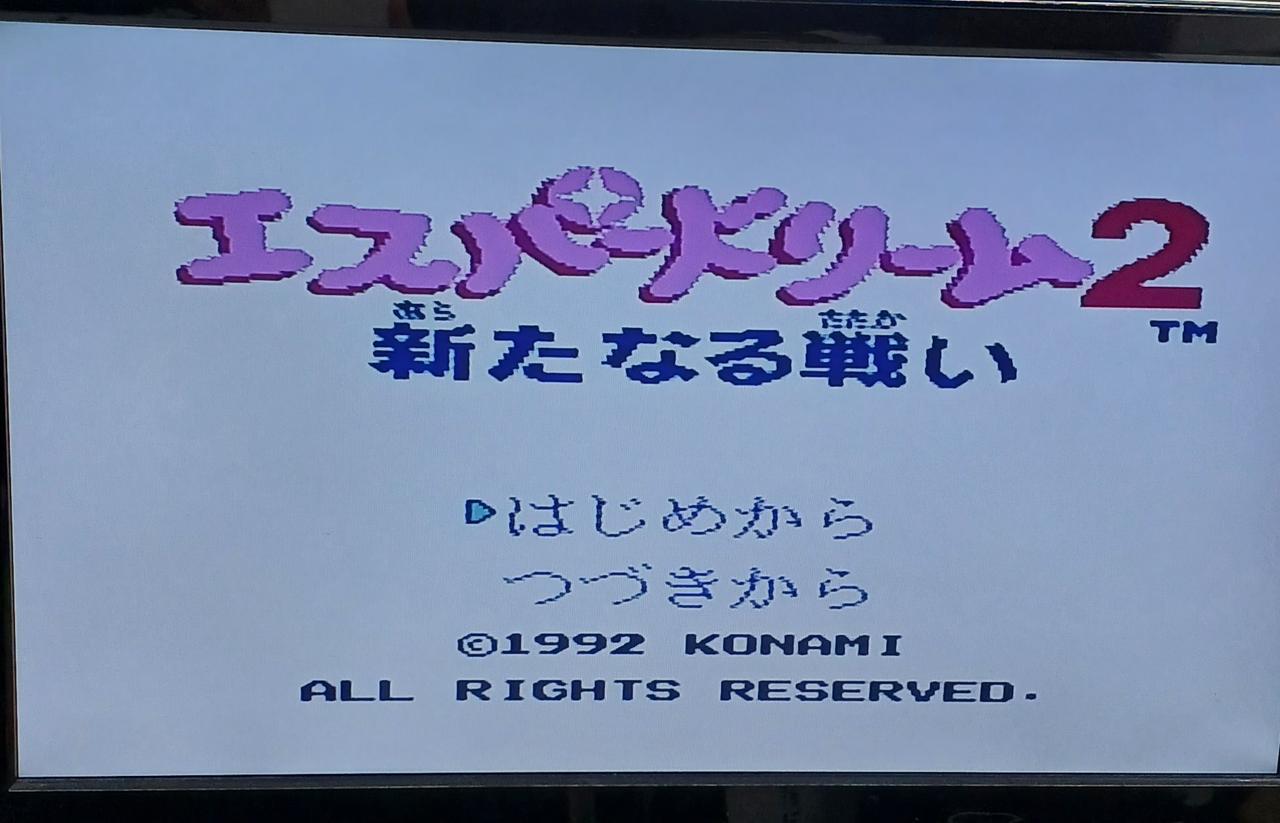 エスパードリーム2
あら たたか
新たなる戦い TM
はじめから
つづきから
©1992 KONAMI
ALL RIGHTS RESERVED.